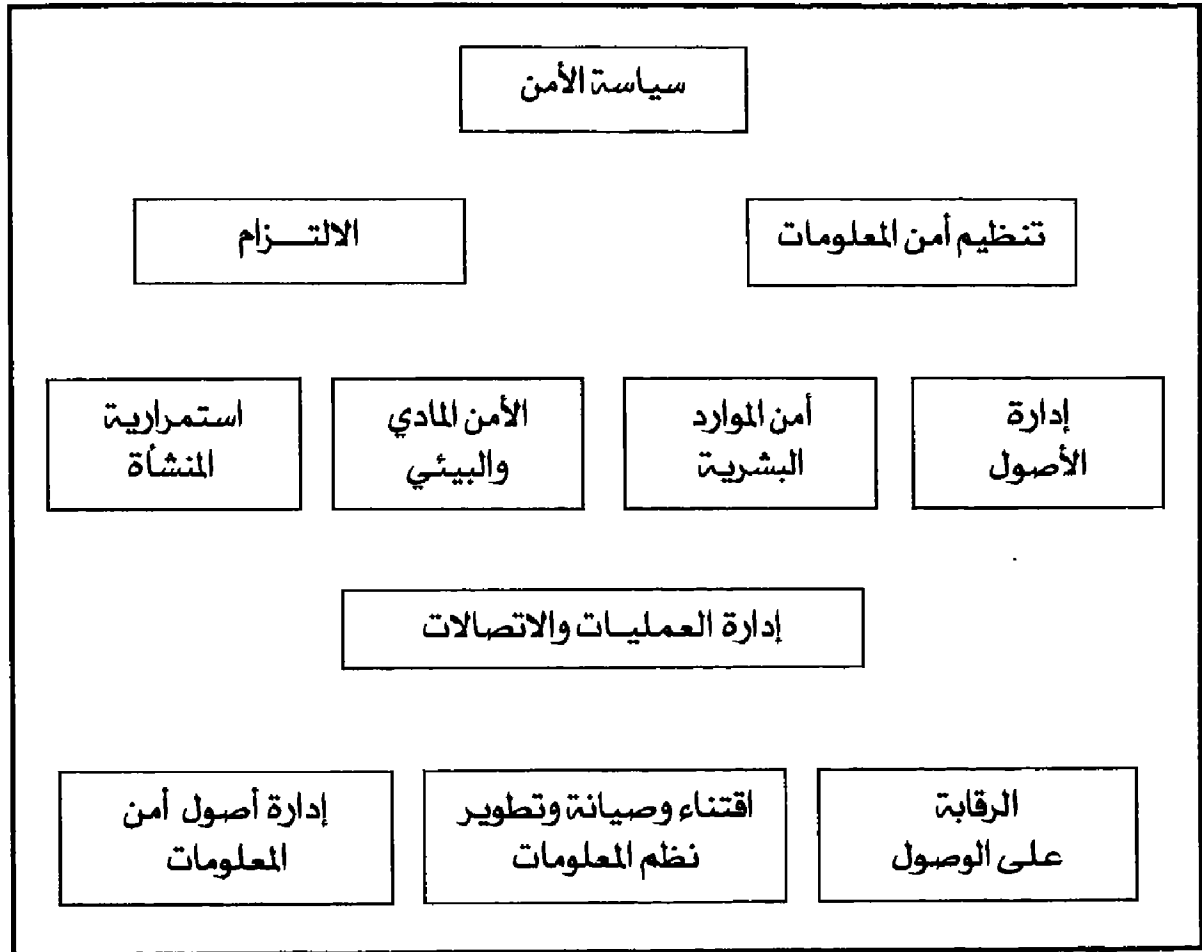 سياسة الأمن
تنظيم أمن المعلومات
الالتزام
إدارة
الأصول
أمن الموارد
البشرية
الأمن المادي
والبيئي
استمرارية
المنشأة
إدارة العمليات والاتصالات
الرقابة
على الوصول
اقتناء وصيانة وتطوير
نظم المعلومات
إدارة أصول أمن
المعلومات